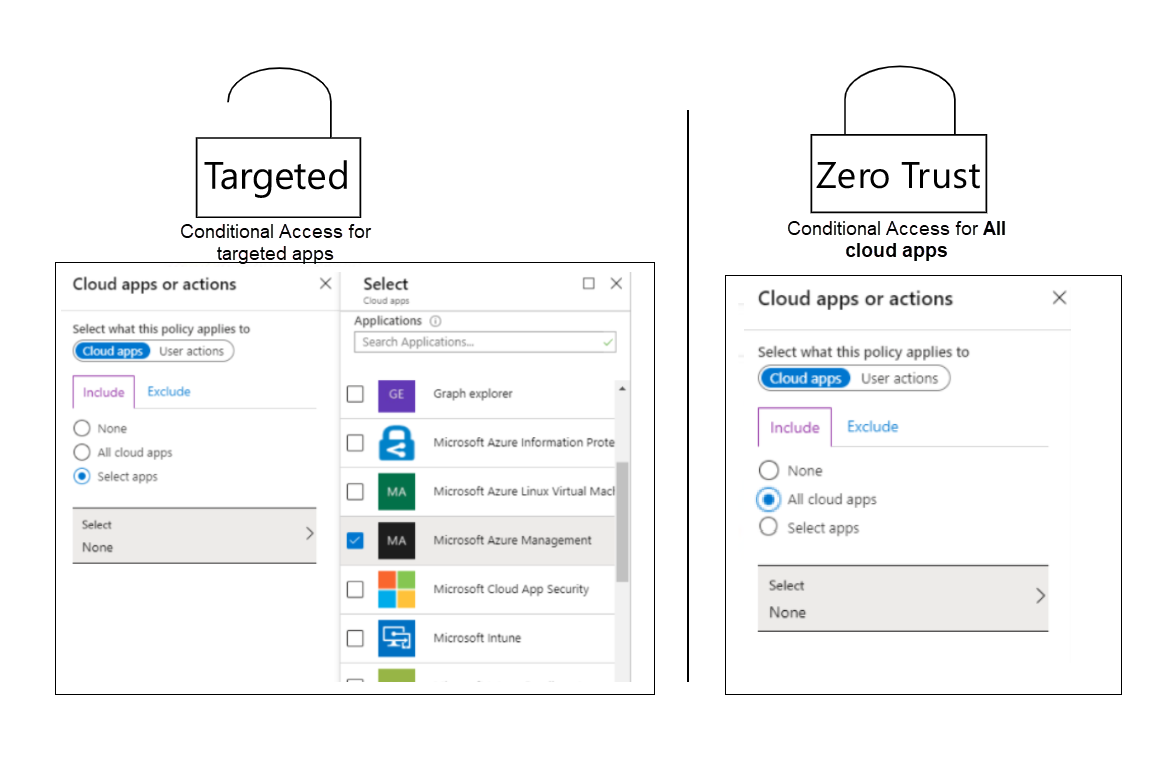 Targeted
Conditional Access for
targeted apps
Cloud apps or actions
Select what this policy applies to
Cloud apps
User actions
Include
Exclude
None
All cloud apps
Select apps
Select
None
Select
Cloud apps
Applications
Search Applications...
GE
Graph explorer
Microsoft Azure Information Prote
MA
Microsoft Azure Linux Virtual Mach
MA
Microsoft Azure Management
Microsoft Cloud App Security
Microsoft Intune
Zero Trust
Conditional Access for All
cloud apps
Cloud apps or actions
Select what this policy applies to
Cloud apps
User actions
Include
Exclude
None
All cloud apps
Select apps
Select
None